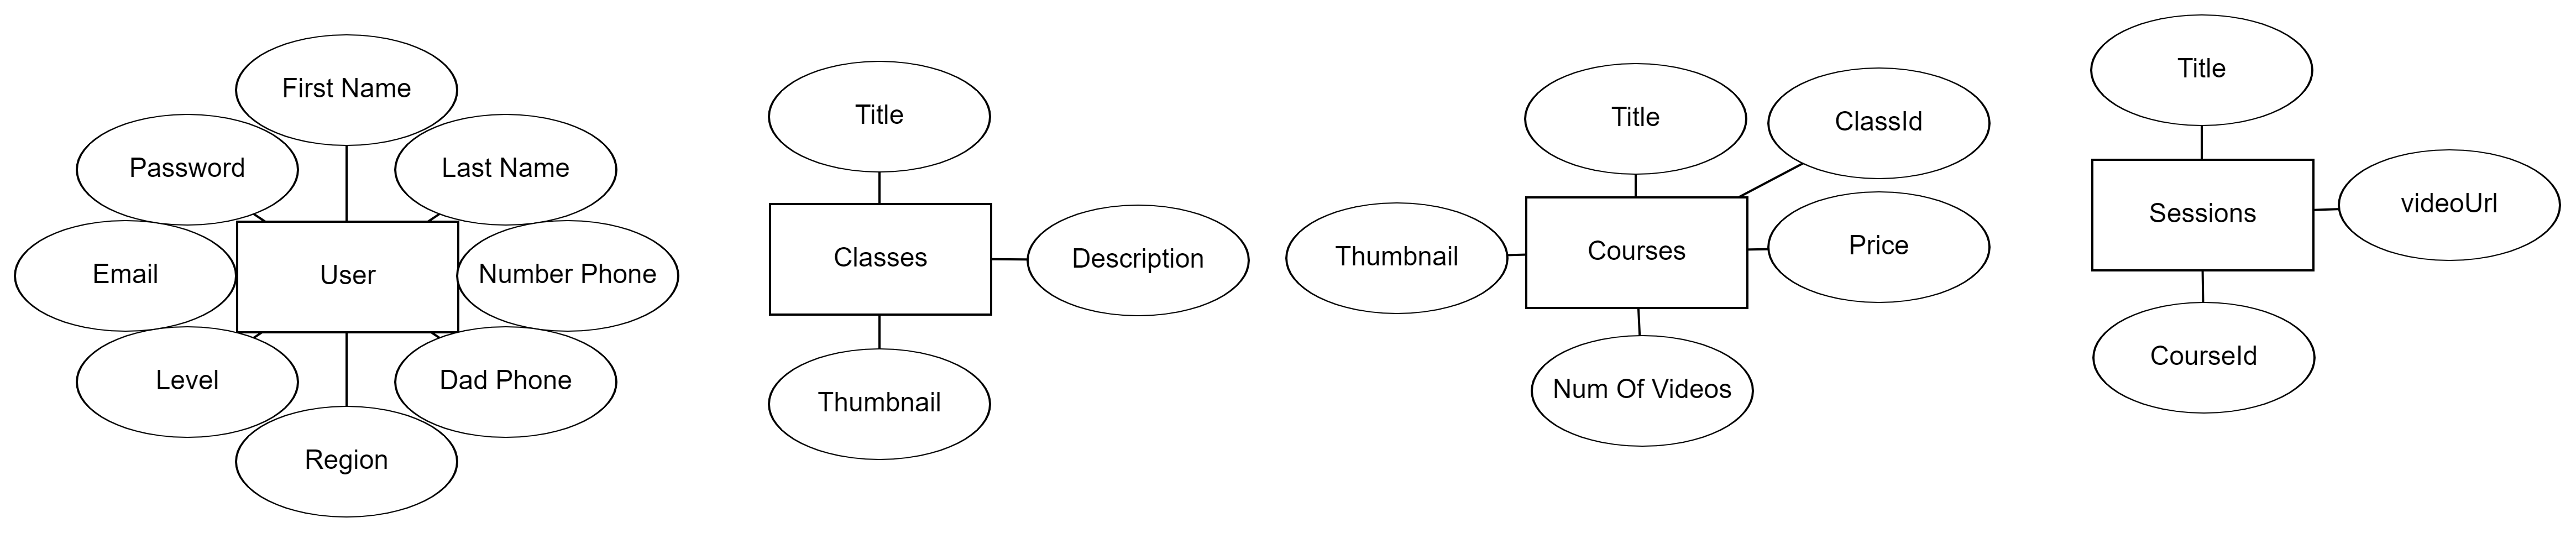 First Name
Password
Last Name
Email
User
Number Phone
Level
Dad Phone
Region
Title
Classes
Description
Thumbnail
Title
ClassId
Thumbnail
Courses
Price
Num Of Videos
Title
Sessions
videoUrl
CourseId